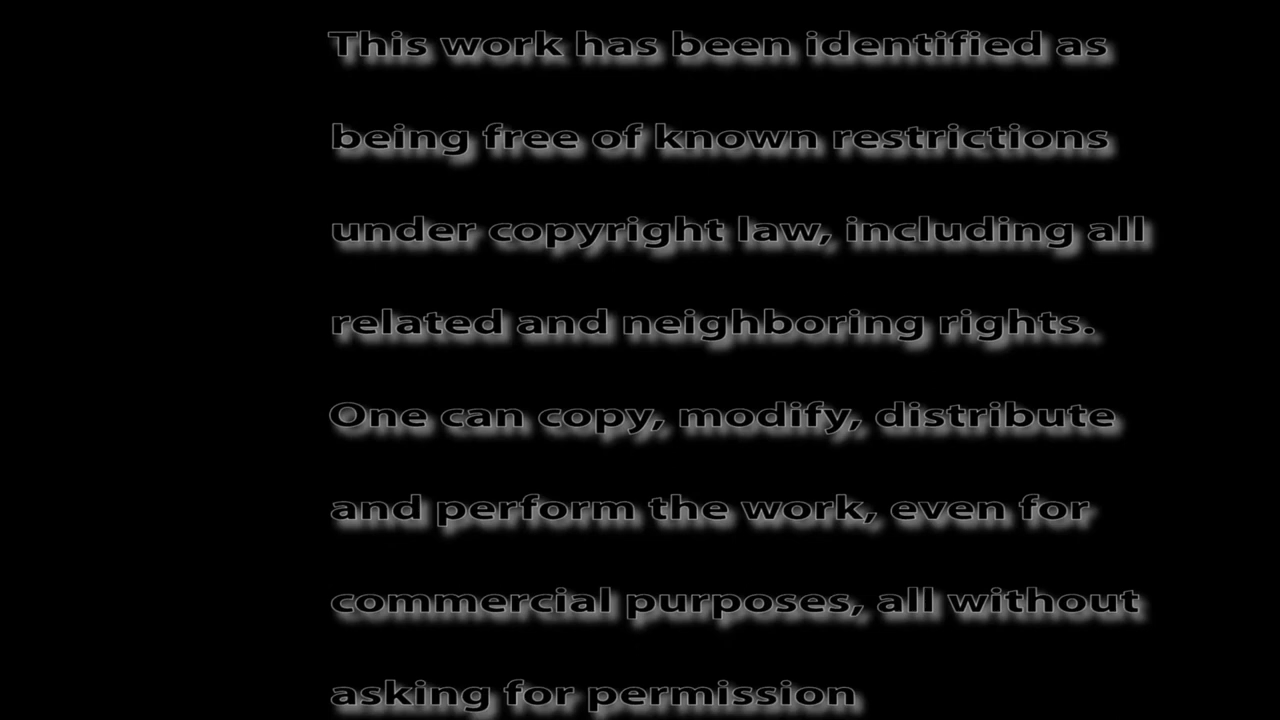 This work has been identified as
being free of known restrictions
under copyright law, including all
related and neighboring rights.
One can copy, modify, distribute
and perform the work, even for
commercial purposes, all without
asking for permission